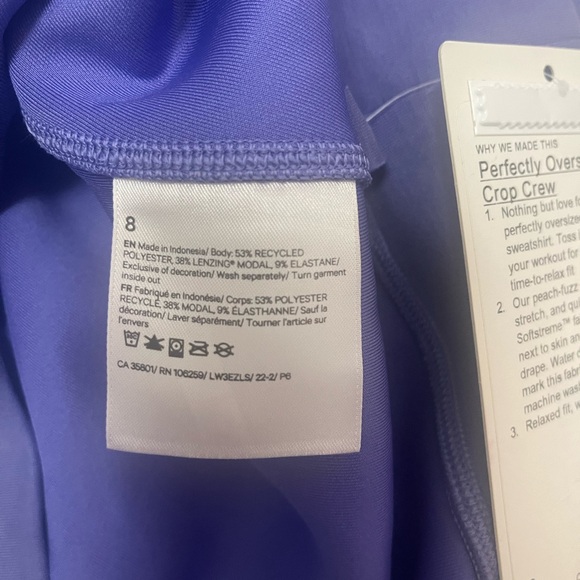 8
EN Made in Indonesia/ Body: 53% RECYCLED
POLYESTER, 38% LENZING® MODAL, 9% ELASTANE/
Exclusive of decoration/ Wash separately/ Turn garment
inside out
FR Fabriqué en Indonésie/ Corps: 53% POLYESTER
RECYCLÉ, 38% MODAL, 9% ÉLASTHANNE/ Sauf la
décoration/ Laver séparément/ Tourner l'article sur
l'envers
CA 35801/ RN 106259/ LW3EZLS/ 22-2/ P6
WHY WE MADE THIS
Perfectly Overs
Crop Crew
1. Nothing but love fo
perfectly oversize
sweatshirt. Toss
your workout for
time-to-relax fit
2. Our peach-fuzz
stretch, and qu
Softstreme™ fa
next to skin an
drape. Water
mark this fabr
machine was
3. Relaxed fit,